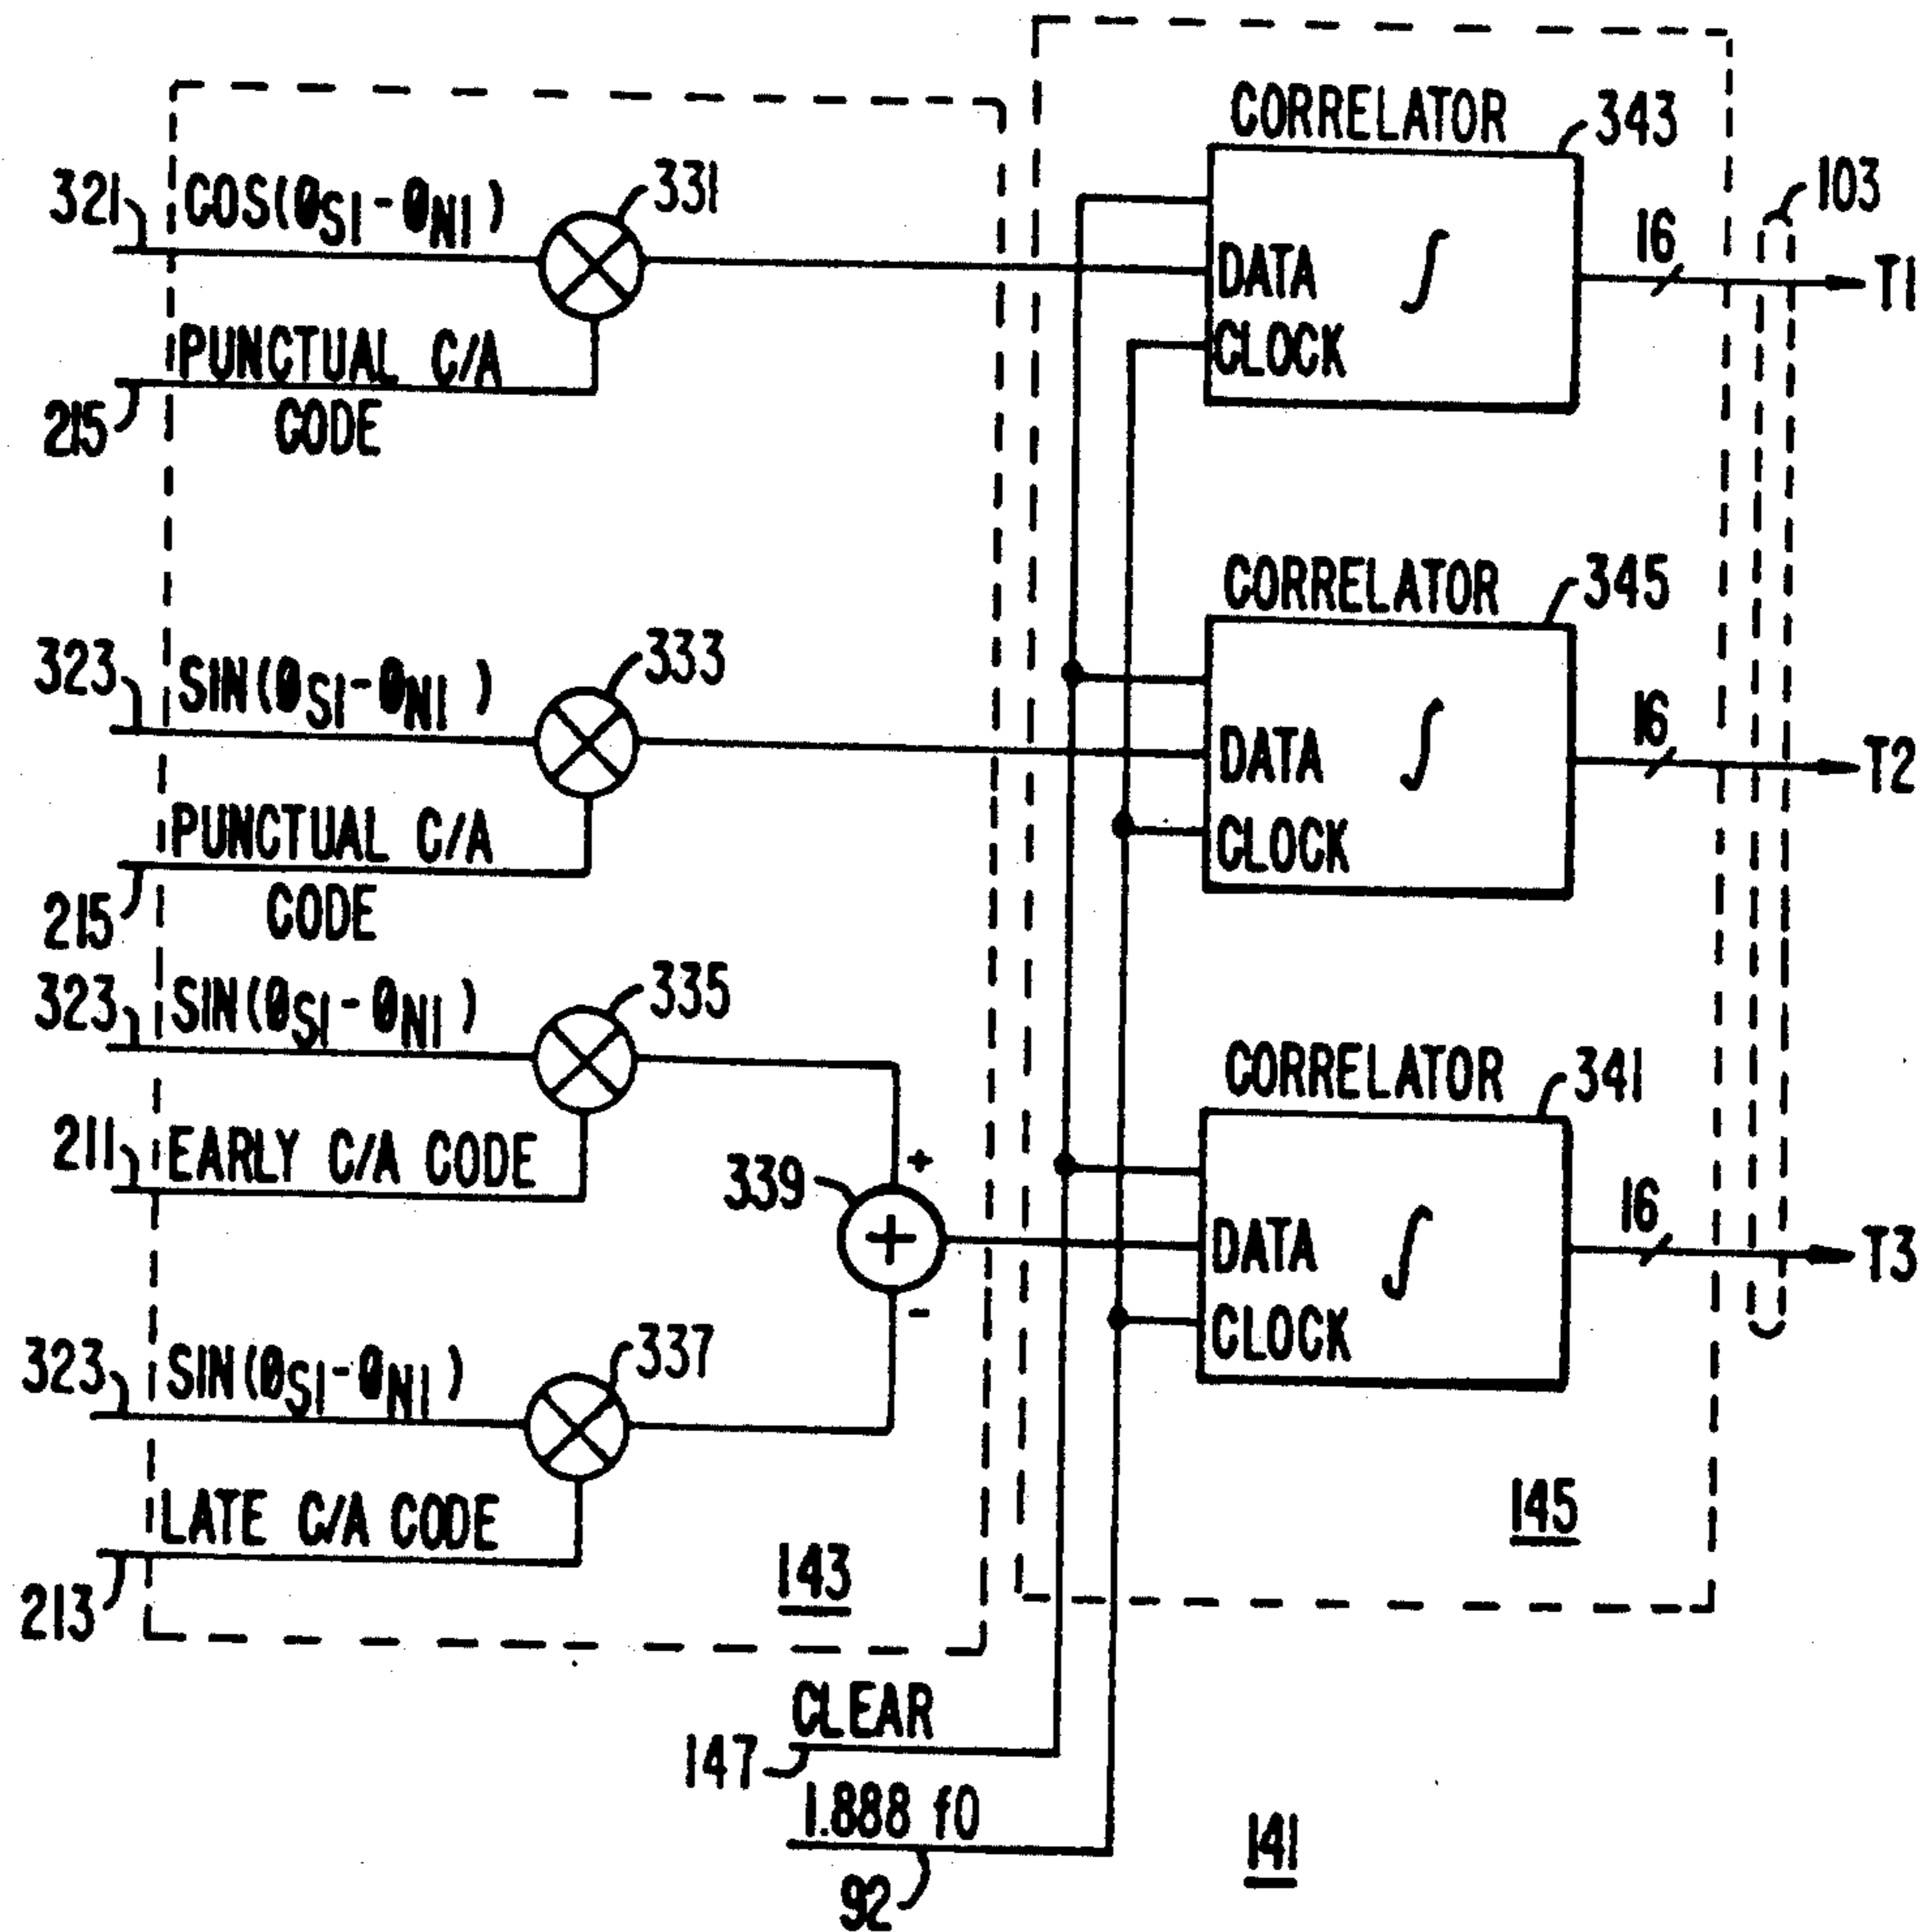 CORRELATOR 343
103
321 COS(θSI-θNI) 331
16
DATA ∫ T1
CLOCK
PUNCTUAL C/A
215 CODE
CORRELATOR 345
323 SIN(θSI-θNI) 333
16
DATA ∫ T2
PUNCTUAL C/A
CLOCK
215 CODE
323 SIN(θSI-θNI) 335
CORRELATOR 341
211 EARLY C/A CODE
339 +
+
16
DATA ∫ T3
-
CLOCK
323 SIN(θSI-θNI) 337
LATE C/A CODE
145
143
213
CLEAR
147
1.888 f0
141
92